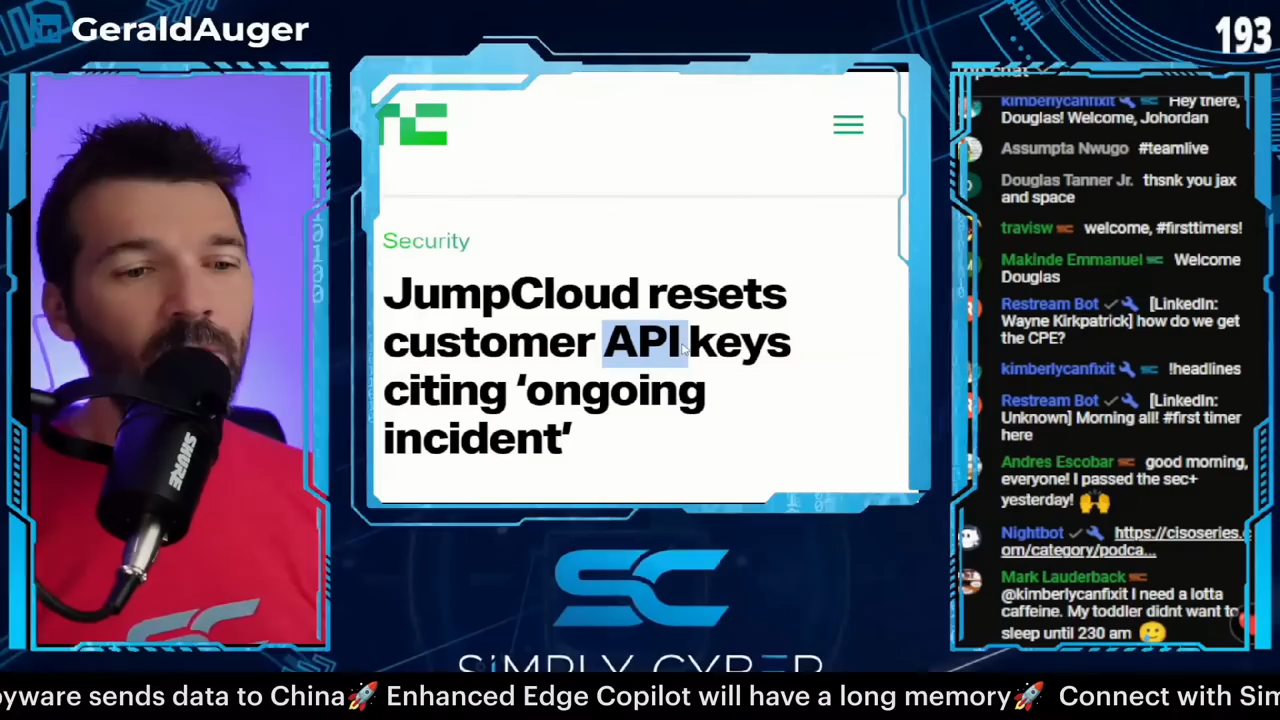 GeraldAuger
193
Security
JumpCloud resets
customer API keys
citing ‘ongoing
incident’
kimberlycanfixit Hey there,
Douglas! Welcome, Johordan
Assumpta Nwugo #teamlive
Douglas Tanner Jr. thsnk you jax
and space
travisw welcome, #firsttimers!
Makinde Emmanuel Welcome
Douglas
Restream Bot [LinkedIn:
Wayne Kirkpatrick] how do we get
the CPE?
kimberlycanfixit !headlines
Restream Bot [LinkedIn:
Unknown] Morning all! #first timer
here
Andres Escobar good morning,
everyone! I passed the sec+
yesterday! 🙌
Nightbot https://cisoseries.c
om/category/podca...
Mark Lauderback
@kimberlycanfixit I need a lotta
caffeine. My toddler didnt want to
sleep until 230 am 🥲
SHURE
SC
SIMPLY CYBER
pyware sends data to China🚀 Enhanced Edge Copilot will have a long memory🚀 Connect with Sim